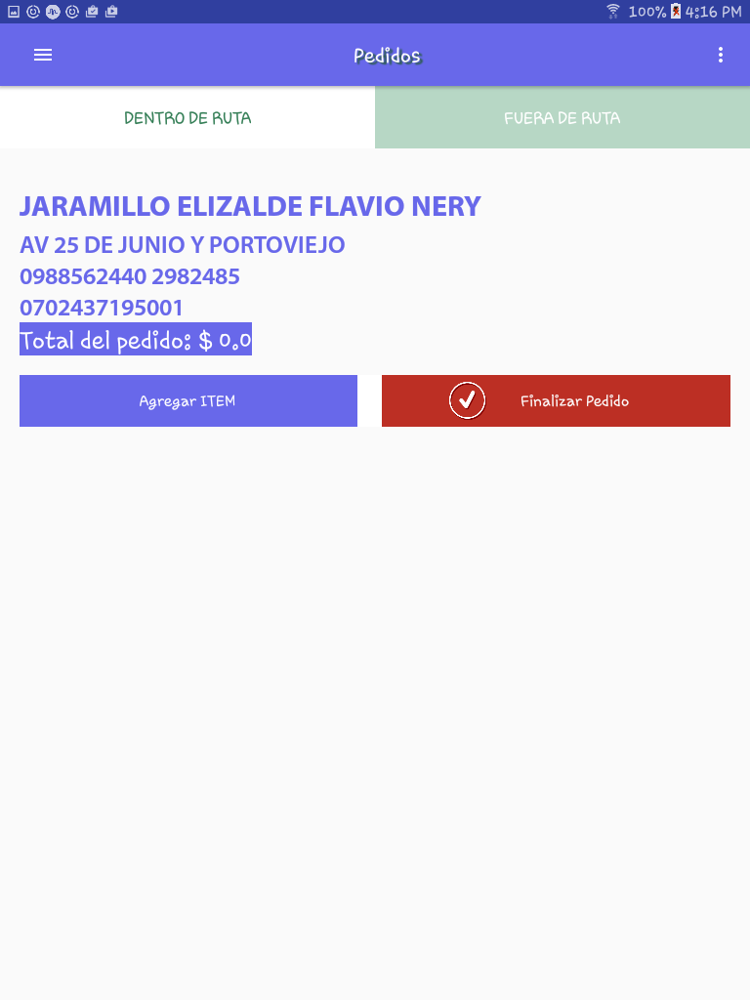 100% 4:16 PM
Pedidos
DENTRO DE RUTA FUERA DE RUTA
JARAMILLO ELIZALDE FLAVIO NERY
AV 25 DE JUNIO Y PORTOVIEJO
0988562440 2982485
0702437195001
Total del pedido: $ 0.0
Agregar ITEM Finalizar Pedido